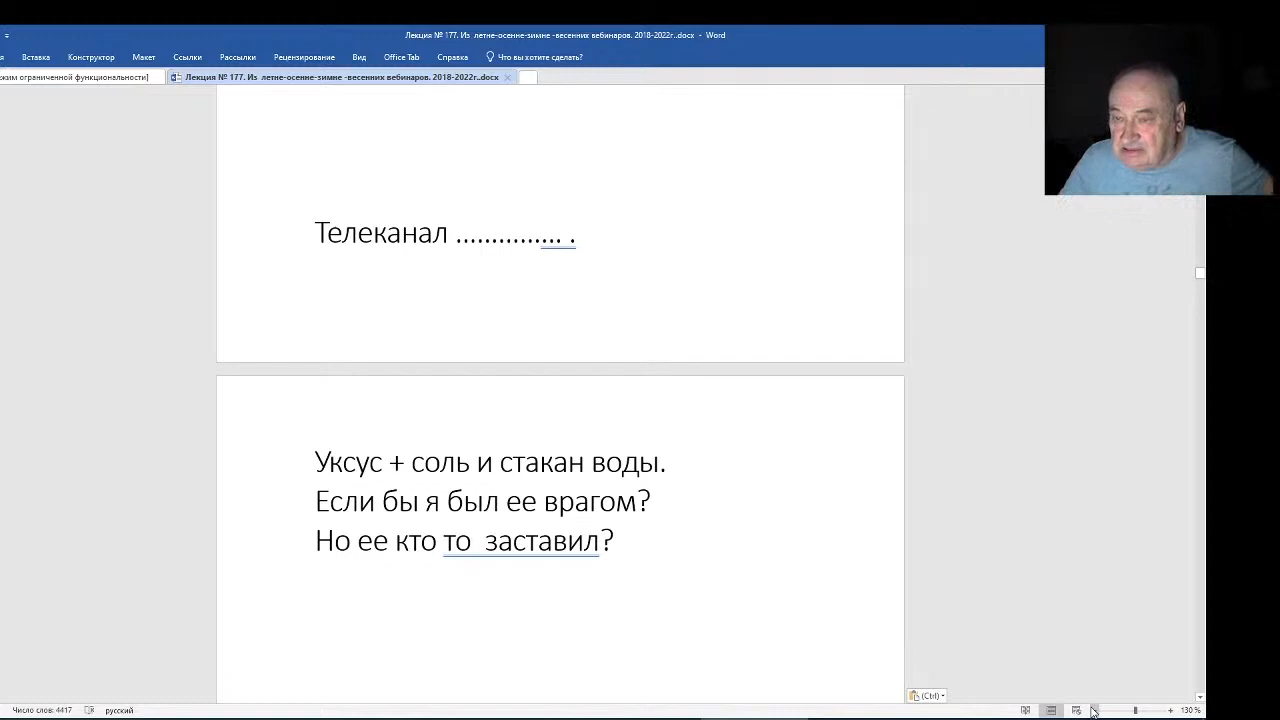 Лекция № 177. Из летне-осенне-зимне -весенних вебинаров. 2018-2022г..docx - Word
Вставка Конструктор Макет Ссылки Рассылки Рецензирование Вид Office Tab Справка Что вы хотите сделать?
ежим ограниченной функциональности] Лекция № 177. Из летне-осенне-зимне -весенних вебинаров. 2018-2022г..docx
Телеканал .................. .
Уксус + соль и стакан воды.
Если бы я был ее врагом?
Но ее кто то заставил?
(Ctrl)
Число слов: 4417 русский 130%